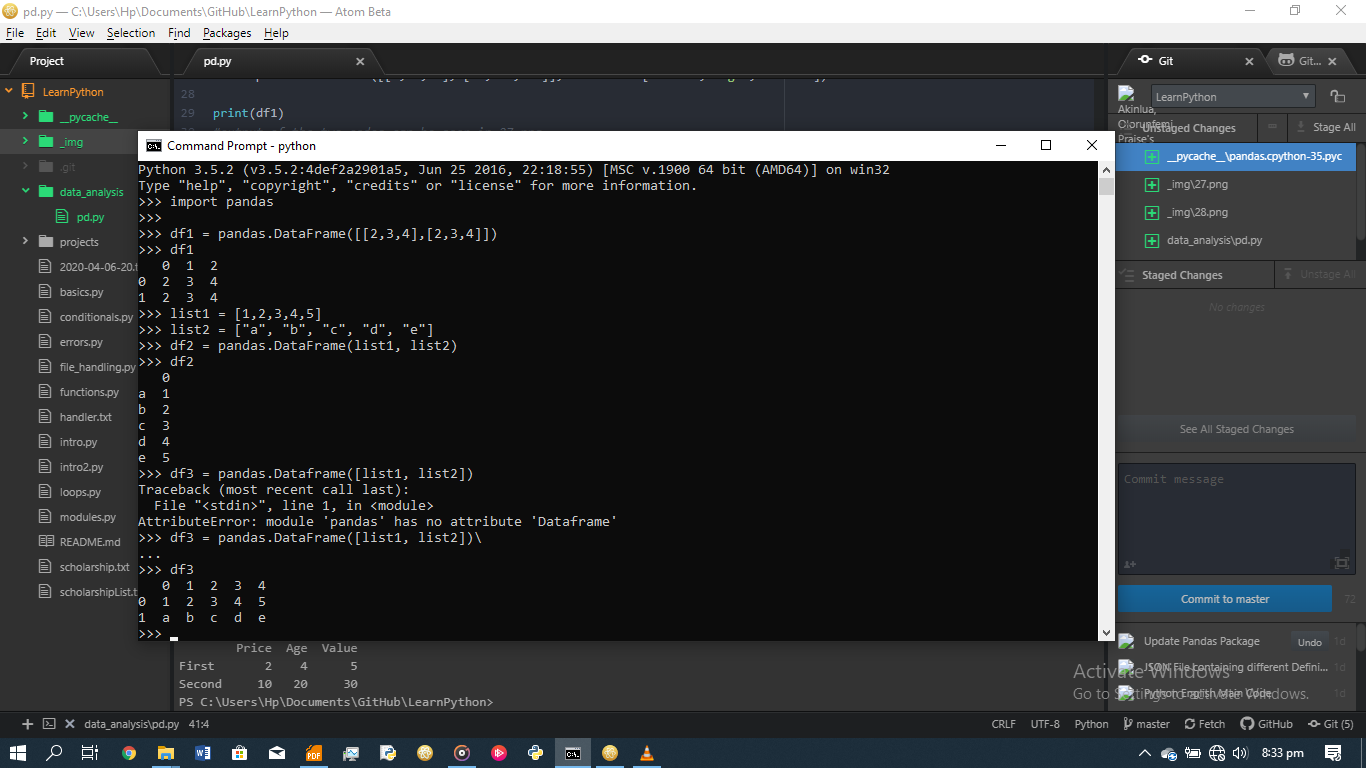 pd.py — C:\Users\Hp\Documents\GitHub\LearnPython — Atom Beta
File Edit View Selection Find Packages Help
Project
pd.py
Git
Git...
LearnPython
__pycache__
_img
.git
data_analysis
pd.py
projects
2020-04-06-20.
basics.py
conditionals.py
errors.py
file_handling.py
functions.py
handler.txt
intro.py
intro2.py
loops.py
modules.py
README.md
scholarship.txt
scholarshipList.t
28
29 print(df1)
Command Prompt - python
Python 3.5.2 (v3.5.2:4def2a2901a5, Jun 25 2016, 22:18:55) [MSC v.1900 64 bit (AMD64)] on win32
Type "help", "copyright", "credits" or "license" for more information.
>>> import pandas
>>>
>>> df1 = pandas.DataFrame([[2,3,4],[2,3,4]])
>>> df1
   0  1  2
0  2  3  4
1  2  3  4
>>> list1 = [1,2,3,4,5]
>>> list2 = ["a", "b", "c", "d", "e"]
>>> df2 = pandas.DataFrame(list1, list2)
>>> df2
   0
a  1
b  2
c  3
d  4
e  5
>>> df3 = pandas.Dataframe([list1, list2])
Traceback (most recent call last):
  File "<stdin>", line 1, in <module>
AttributeError: module 'pandas' has no attribute 'Dataframe'
>>> df3 = pandas.DataFrame([list1, list2])\
...
>>> df3
   0  1  2  3  4
0  1  2  3  4  5
1  a  b  c  d  e
>>>
Price Age Value
First 2 4 5
Second 10 20 30
PS C:\Users\Hp\Documents\GitHub\LearnPython>
LearnPython
Akinlua,
Oloruofemi
Praise's
Unstaged Changes
Stage All
__pycache__\pandas.cpython-35.pyc
_img\27.png
_img\28.png
data_analysis\pd.py
Staged Changes
Unstage All
No changes
See All Staged Changes
Commit message
Commit to master
72
Update Pandas Package Undo 1d
JSON File containing different Defini... 1d
Python English Main Code 1d
Activate Windows
Go to Settings to activate Windows.
data_analysis\pd.py 41:4
CRLF UTF-8 Python master Fetch GitHub Git (5)
8:33 pm